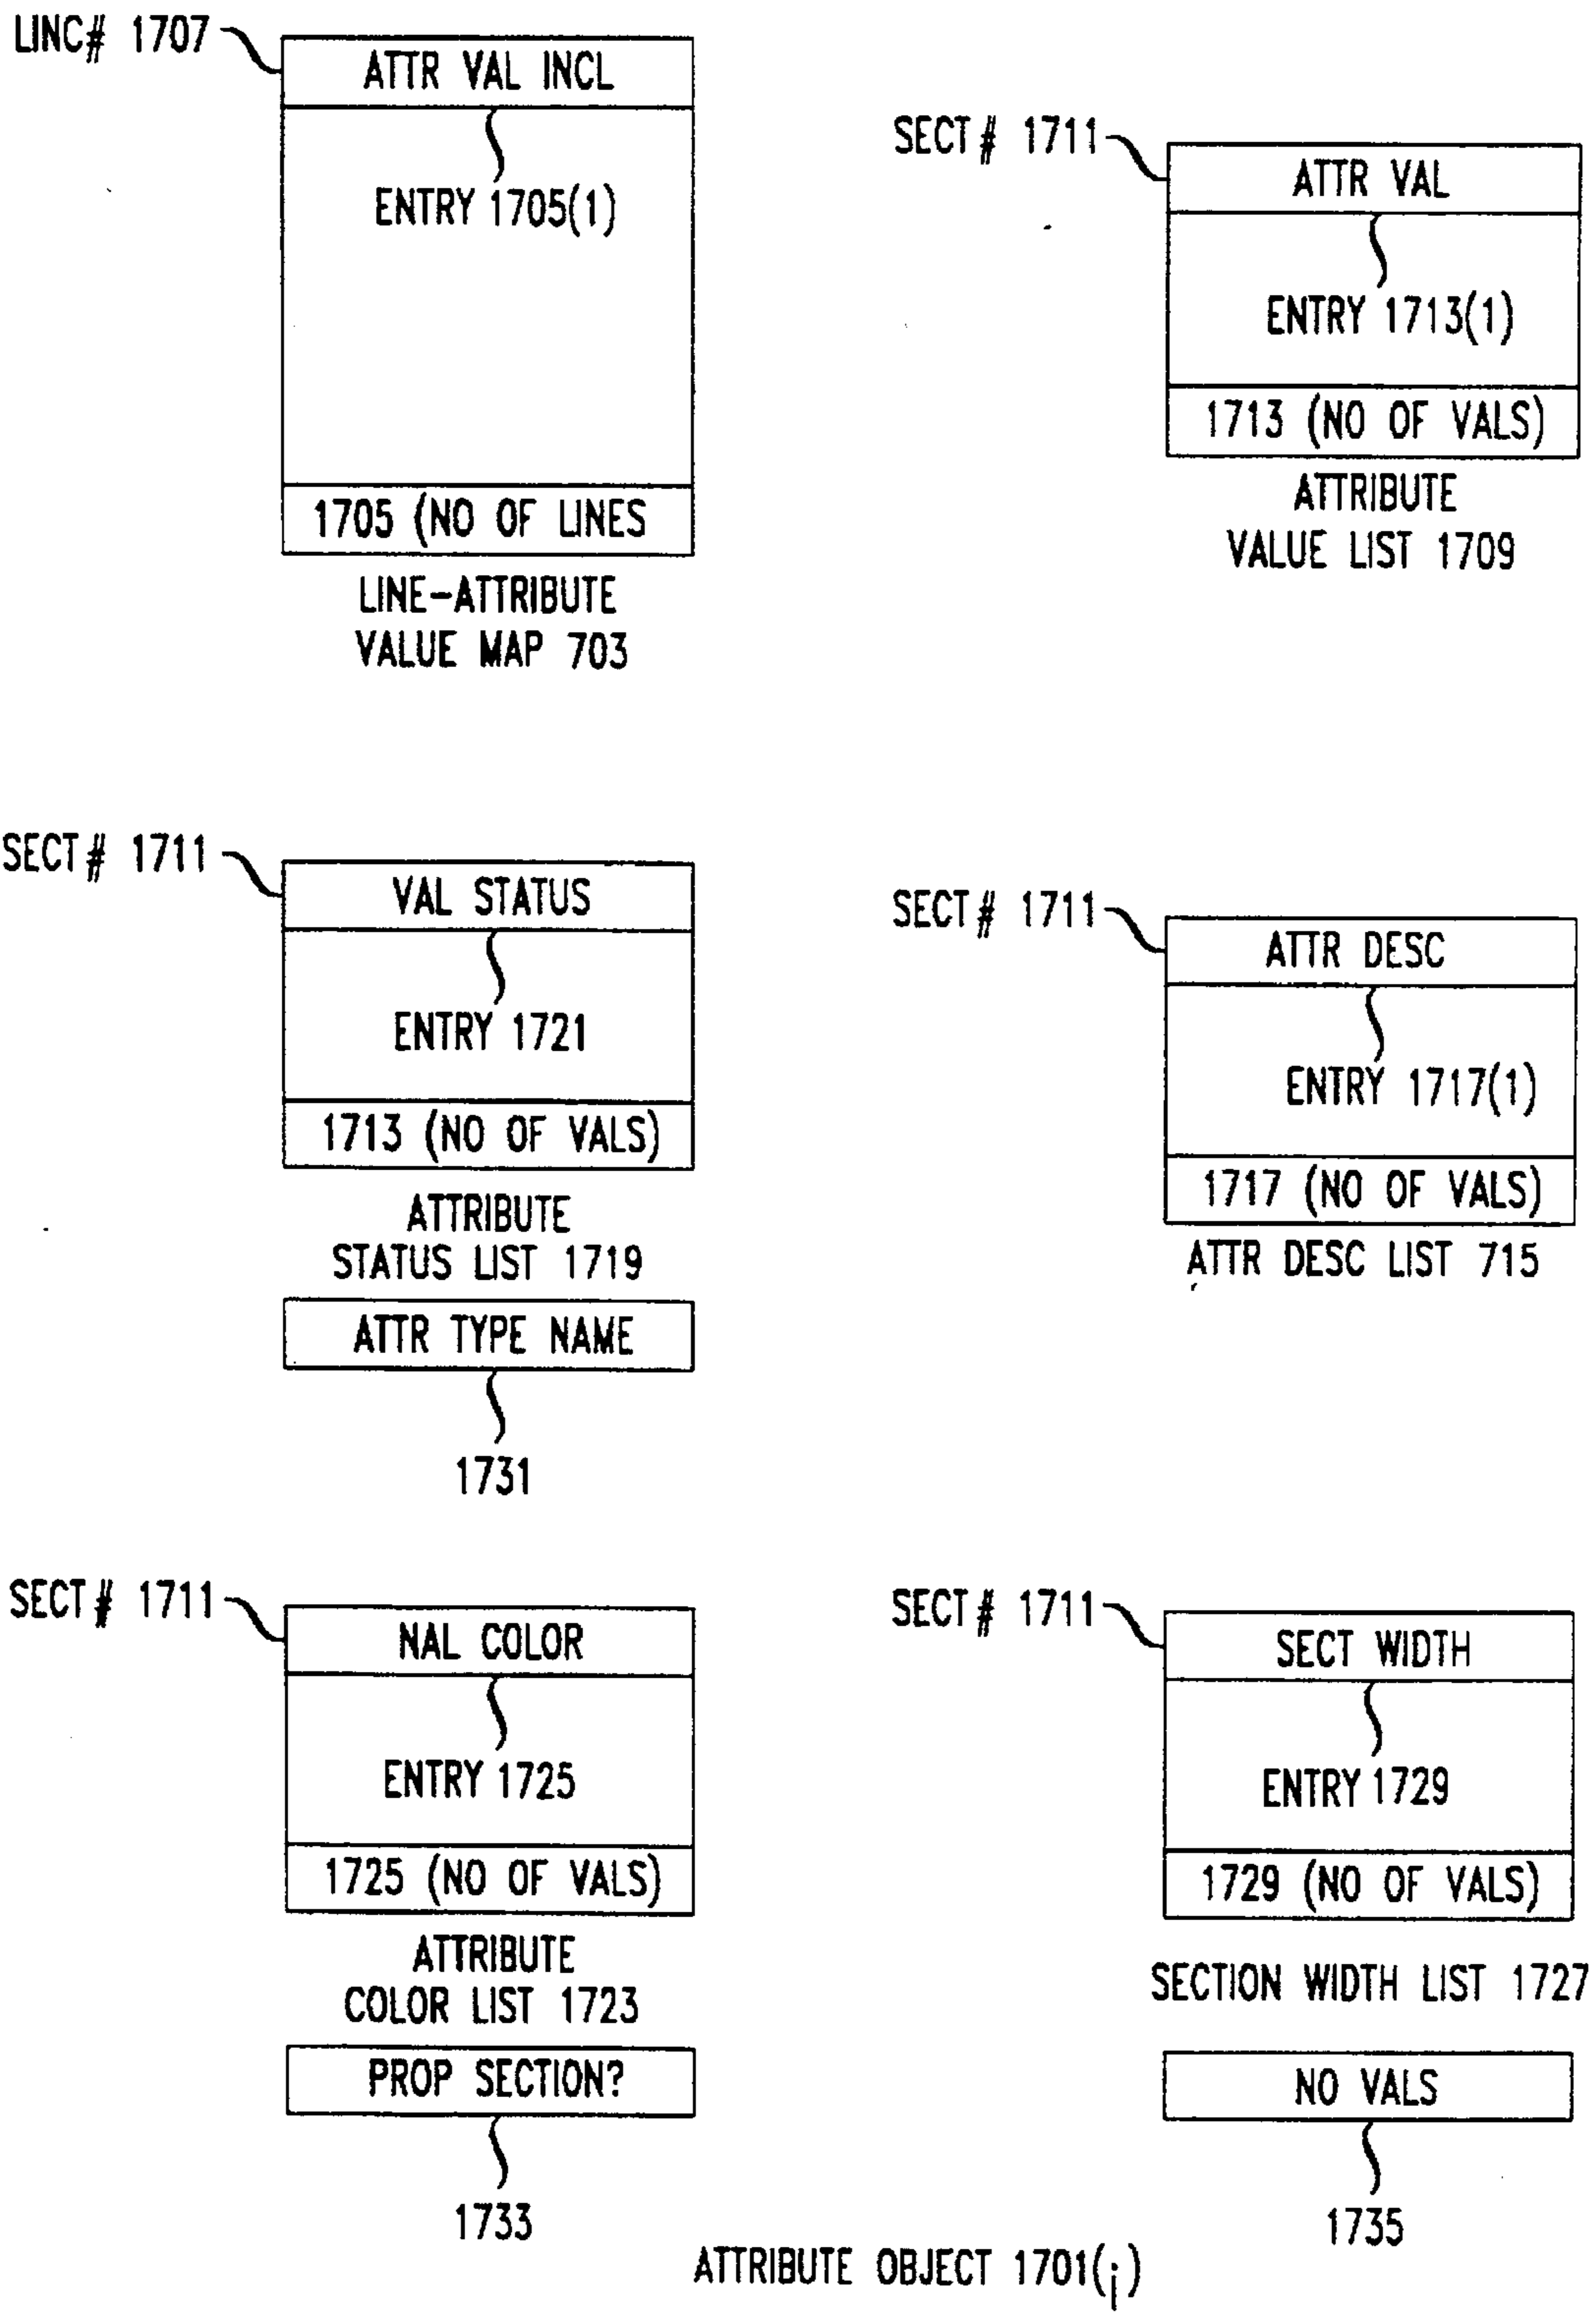 LINC# 1707
ATTR VAL INCL
ENTRY 1705(1)
1705 (NO OF LINES
LINE-ATTRIBUTE
VALUE MAP 703
SECT# 1711
ATTR VAL
ENTRY 1713(1)
1713 (NO OF VALS)
ATTRIBUTE
VALUE LIST 1709
SECT# 1711
VAL STATUS
ENTRY 1721
1713 (NO OF VALS)
ATTRIBUTE
STATUS LIST 1719
ATTR TYPE NAME
1731
SECT# 1711
ATTR DESC
ENTRY 1717(1)
1717 (NO OF VALS)
ATTR DESC LIST 715
SECT# 1711
NAL COLOR
ENTRY 1725
1725 (NO OF VALS)
ATTRIBUTE
COLOR LIST 1723
PROP SECTION?
1733
SECT# 1711
SECT WIDTH
ENTRY 1729
1729 (NO OF VALS)
SECTION WIDTH LIST 1727
NO VALS
1735
ATTRIBUTE OBJECT 1701(i)